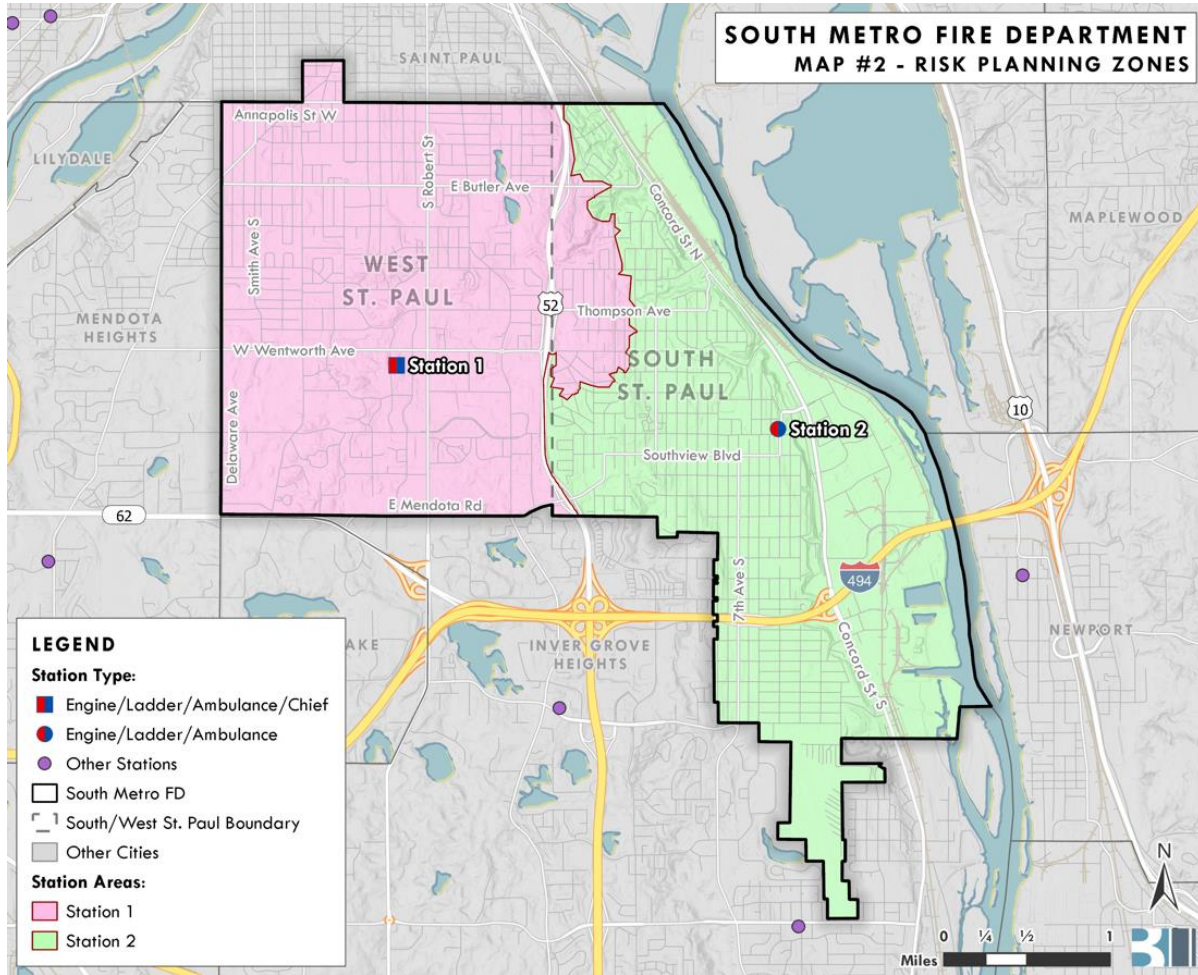 SOUTH METRO FIRE DEPARTMENT
MAP #2 - RISK PLANNING ZONES
SAINT PAUL
Annapolis St W
LILYDALE
S Robert St
E Butler Ave
Concord St N
MAPLEWOOD
Smith Ave S
WEST
ST. PAUL
52
Thompson Ave
MENDOTA
HEIGHTS
W Wentworth Ave
Station 1
SOUTH
ST. PAUL
10
Delaware Ave
Station 2
Southview Blvd
E Mendota Rd
62
494
7th Ave S
Concord St S
NEWPORT
AKE
INVER GROVE
HEIGHTS
LEGEND
Station Type:
Engine/Ladder/Ambulance/Chief
Engine/Ladder/Ambulance
Other Stations
South Metro FD
South/West St. Paul Boundary
Other Cities
Station Areas:
Station 1
Station 2
N
0 ¼ ½ 1
Miles